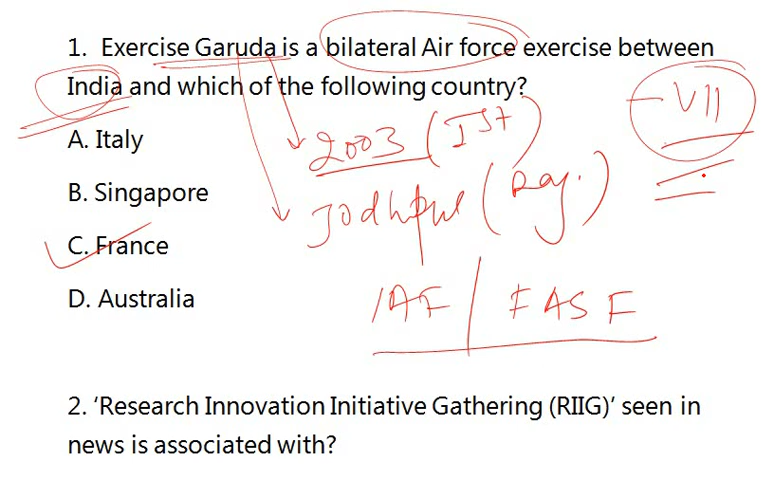 1. Exercise Garuda is a bilateral Air force exercise between
India and which of the following country?
- VII
A. Italy
2003 (Ist)
B. Singapore
Jodhpur (Raj.)
C. France
D. Australia
IAF / FASF
2. ‘Research Innovation Initiative Gathering (RIIG)’ seen in
news is associated with?